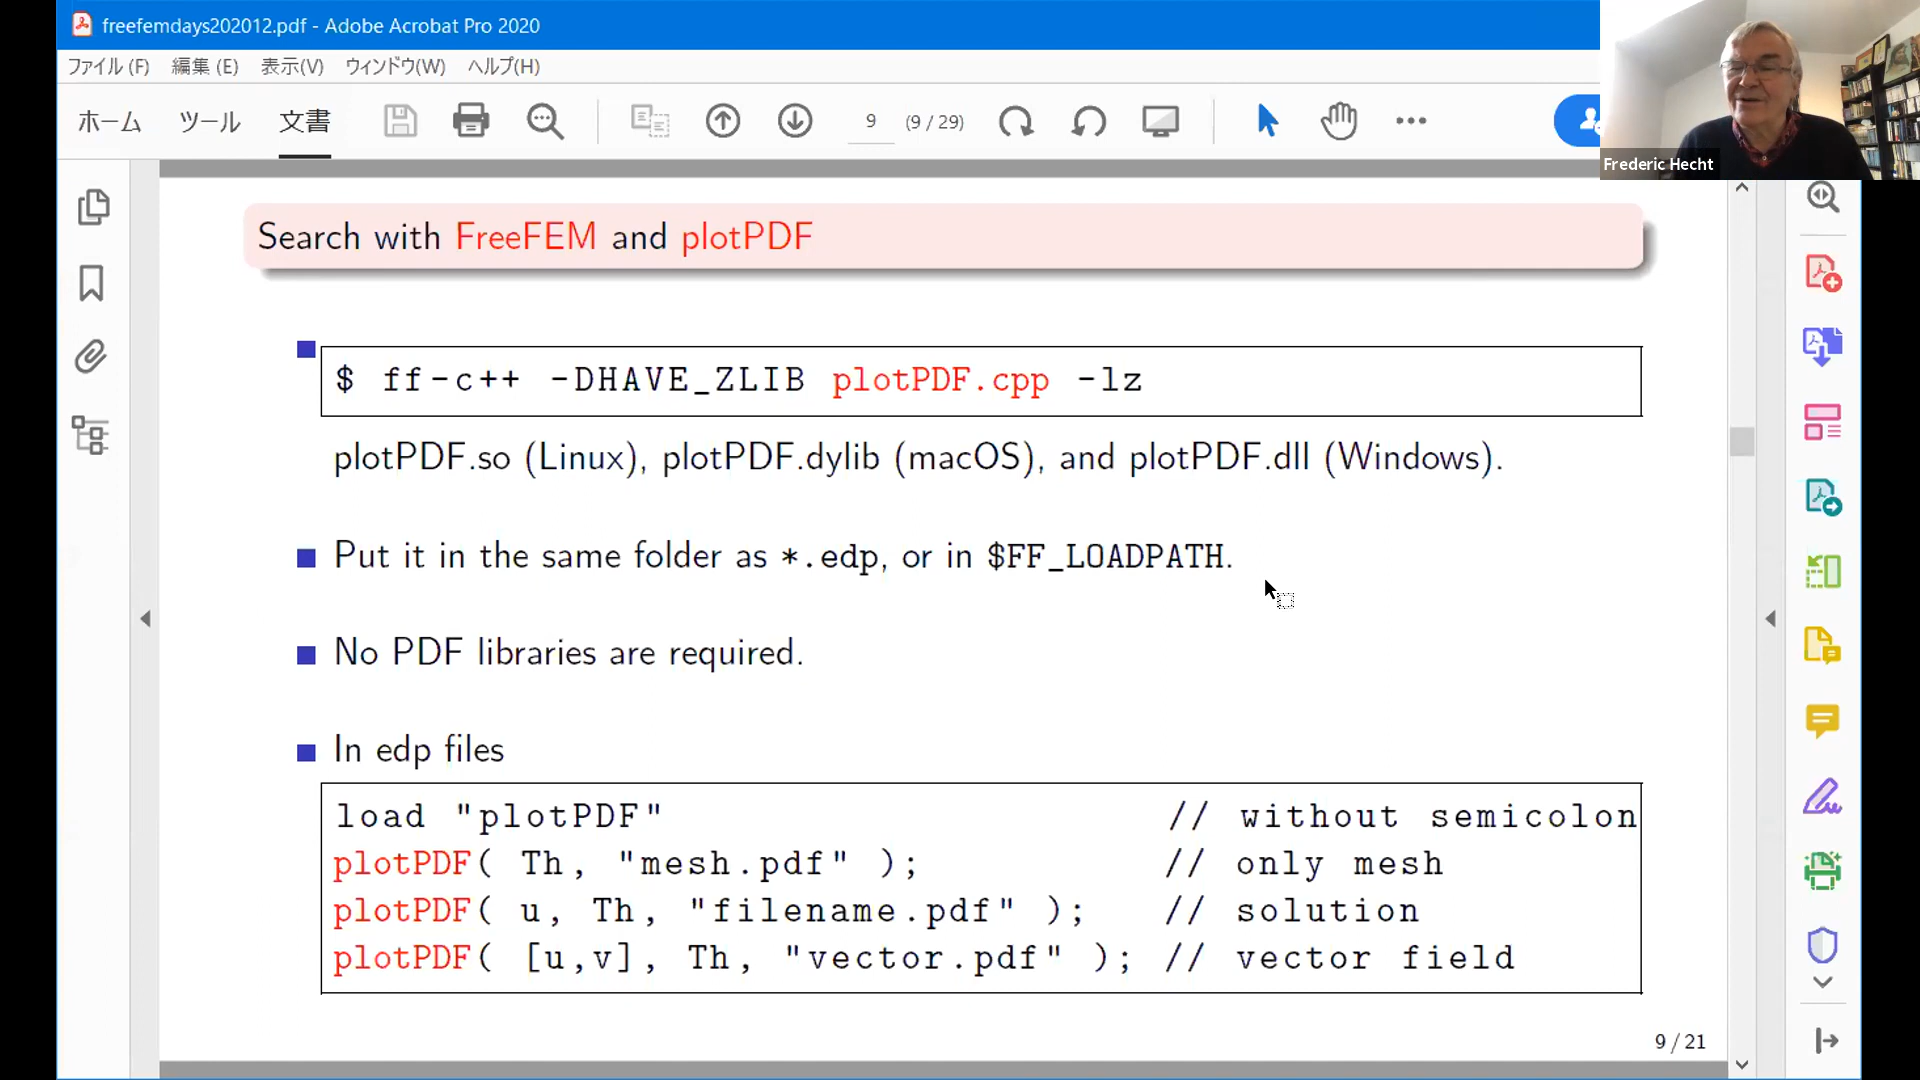 freefemdays202012.pdf - Adobe Acrobat Pro 2020
ファイル (F) 編集 (E) 表示(V) ウィンドウ(W) ヘルプ(H)
ホーム ツール 文書 9 (9 / 29)
Frederic Hecht
Search with FreeFEM and plotPDF
$ ff-c++ -DHAVE_ZLIB plotPDF.cpp -lz
plotPDF.so (Linux), plotPDF.dylib (macOS), and plotPDF.dll (Windows).
Put it in the same folder as *.edp, or in $FF_LOADPATH.
No PDF libraries are required.
In edp files
load "plotPDF" // without semicolon
plotPDF( Th, "mesh.pdf" ); // only mesh
plotPDF( u, Th, "filename.pdf" ); // solution
plotPDF( [u,v], Th, "vector.pdf" ); // vector field
9 / 21